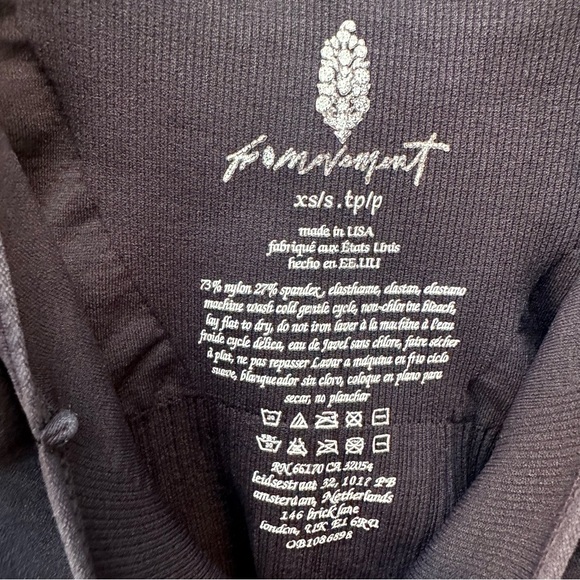 fp movement
xs/s.tp/p
made in USA
fabriqué aux États Unis
hecho en EE.UU
73% nylon 27% spandex, elasthanne, elastan, elastano
machine wash cold gentle cycle, non-chlorine bleach,
lay flat to dry, do not iron laver à la machine à l'eau
froide cycle délica, eau de Javel sans chlore, faire sécher
à plat, ne pas repasser Lavar a máquina en frío ciclo
suave, blanqueador sin cloro, coloque en plano para
secar, no planchar
RN 66170 CA 32054
leidsestraat 32, 1017 PB
amsterdam, Netherlands
146 brick lane
london, UK E1 6RU
OB1086898